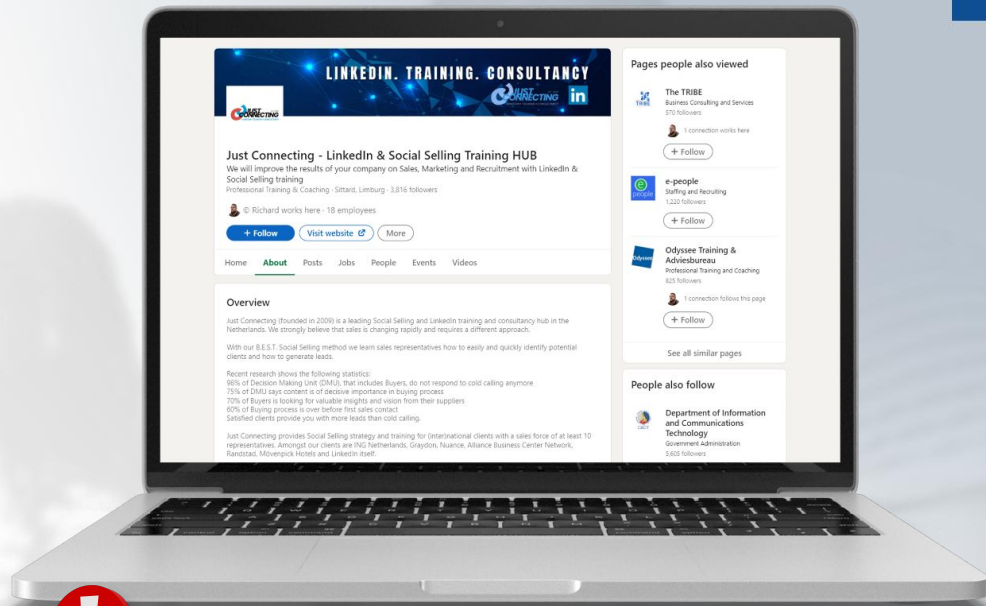 LINKEDIN. TRAINING. CONSULTANCY
JUST
CONNECTING
in
JUST
CONNECTING
Just Connecting - LinkedIn & Social Selling Training HUB
We will improve the results of your company on Sales, Marketing and Recruitment with LinkedIn &
Social Selling training
Professional Training & Coaching · Sittard, Limburg · 3,816 followers
© Richard works here · 18 employees
+ Follow
Visit website
More
Home About Posts Jobs People Events Videos
Overview
Just Connecting (founded in 2009) is a leading Social Selling and Linkedin training and consultancy hub in the
Netherlands. We strongly believe that sales is changing rapidly and requires a different approach.
With our B.E.S.T. Social Selling method we learn sales representatives how to easily and quickly identify potential
clients and how to generate leads.
Recent research shows the following statistics:
96% of Decision Making Unit (DMU), that includes Buyers, do not respond to cold calling anymore
75% of DMU says content is of decisive importance in buying process
70% of Buyers is looking for valuable insights and vision from their suppliers
60% of Buying process is over before first sales contact
Satisfied clients provide you with more leads than cold calling.
Just Connecting provides Social Selling strategy and training for (inter)national clients with a sales force of at least 10
representatives. Amongst our clients are ING Netherlands, Graydon, Nuance, Alliance Business Center Network,
Randstad, Mövenpick Hotels and LinkedIn itself.
Pages people also viewed
TRIBE
The TRIBE
Business Consulting and Services
570 followers
1 connection works here
+ Follow
e
people
e-people
Staffing and Recruiting
1,220 followers
+ Follow
Odyssee
Odyssee Training &
Adviesbureau
Professional Training and Coaching
825 followers
1 connection follows this page
+ Follow
See all similar pages
People also follow
Department of Information
and Communications
Technology
Government Administration
9,605 followers